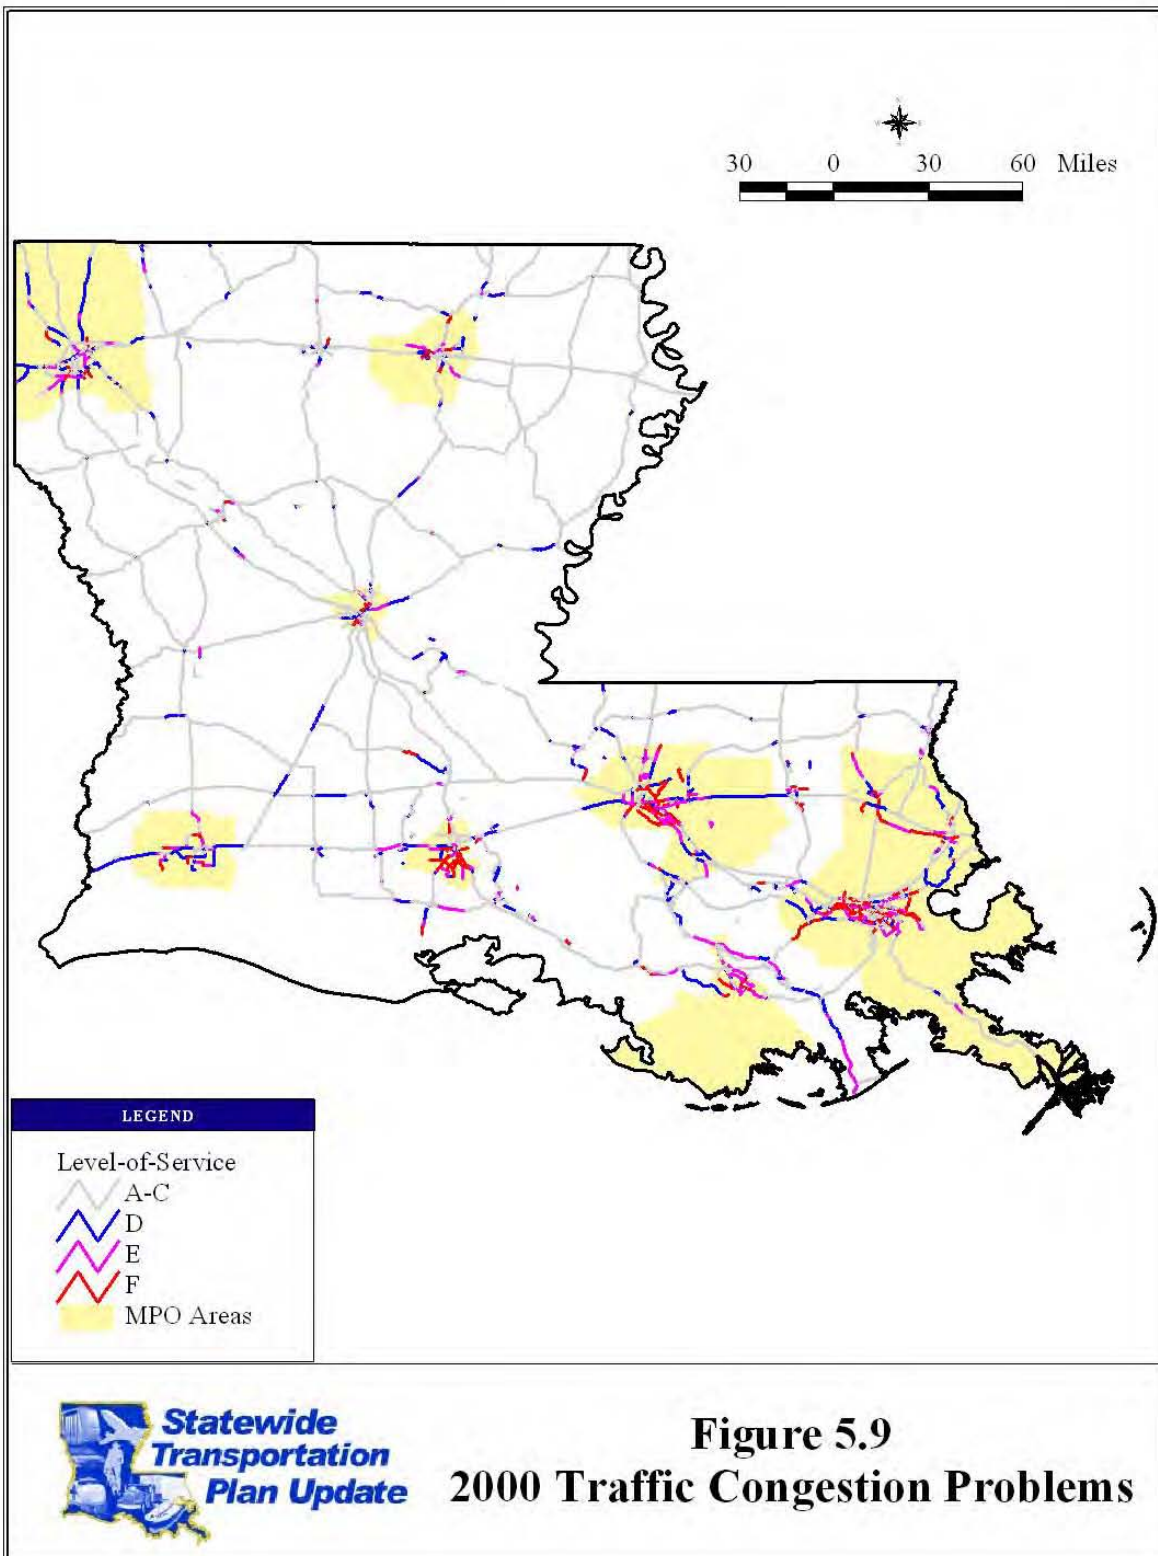 30 0 30 60 Miles
LEGEND
Level-of-Service
A-C
D
E
F
MPO Areas
Statewide
Transportation
Plan Update
Figure 5.9
2000 Traffic Congestion Problems